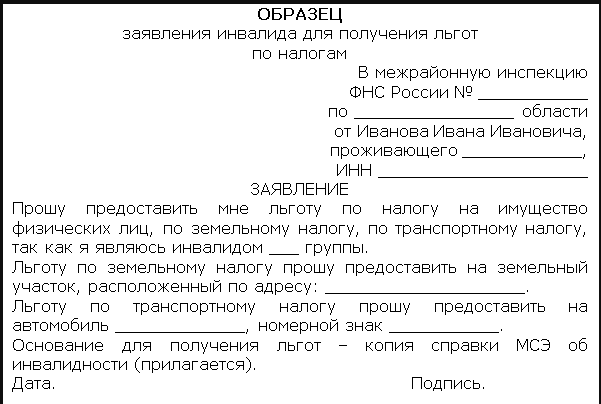 ОБРАЗЕЦ
заявления инвалида для получения льгот
по налогам
В межрайонную инспекцию
ФНС России № ___________
по ________________ области
от Иванова Ивана Ивановича,
проживающего ____________,
ИНН _____________________
ЗАЯВЛЕНИЕ
Прошу предоставить мне льготу по налогу на имущество
физических лиц, по земельному налогу, по транспортному налогу,
так как я являюсь инвалидом ___ группы.
Льготу по земельному налогу прошу предоставить на земельный
участок, расположенный по адресу: ____________________.
Льготу по транспортному налогу прошу предоставить на
автомобиль _____________, номерной знак ___________.
Основание для получения льгот – копия справки МСЭ об
инвалидности (прилагается).
Дата. Подпись.